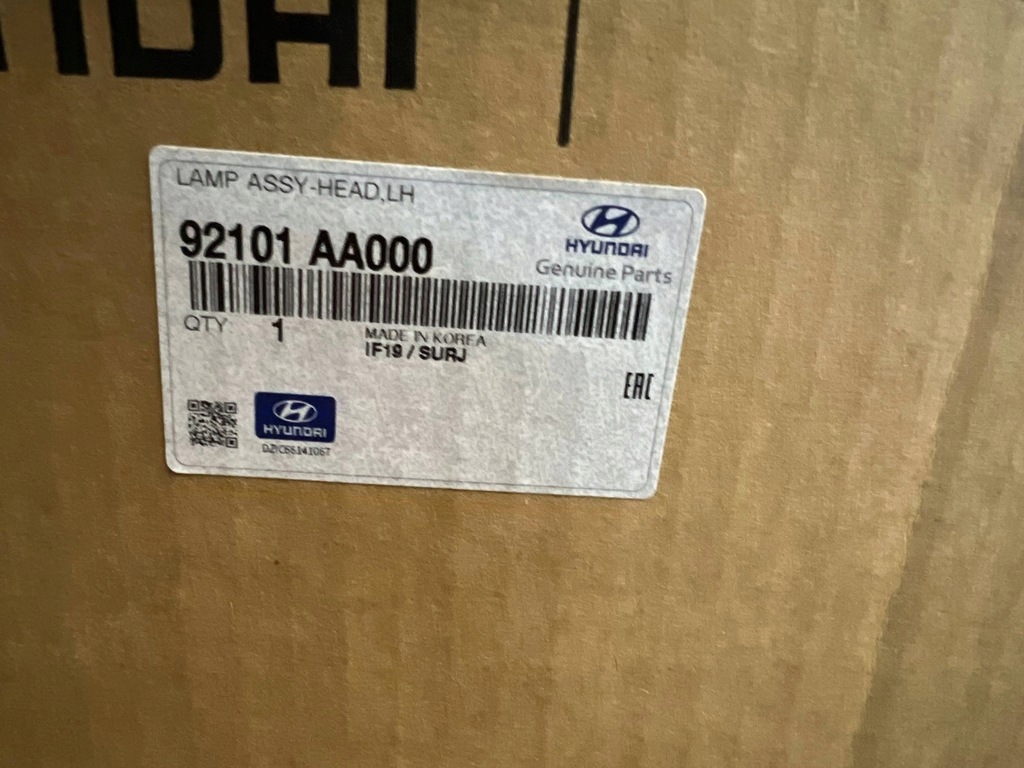 LAMP ASSY-HEAD,LH
92101 AA000
HYUNDAI
Genuine Parts
QTY 1
MADE IN KOREA
IF19 / SURJ
EAC
HYUNDAI